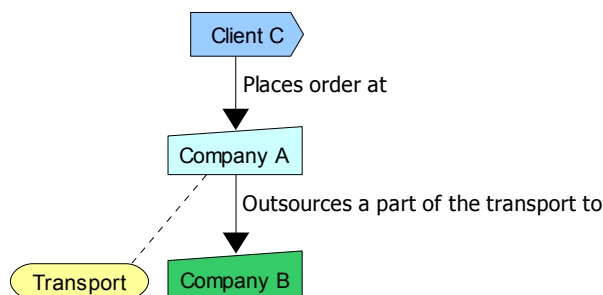 Client C
Places order at
Company A
Outsources a part of the transport to
Transport
Company B